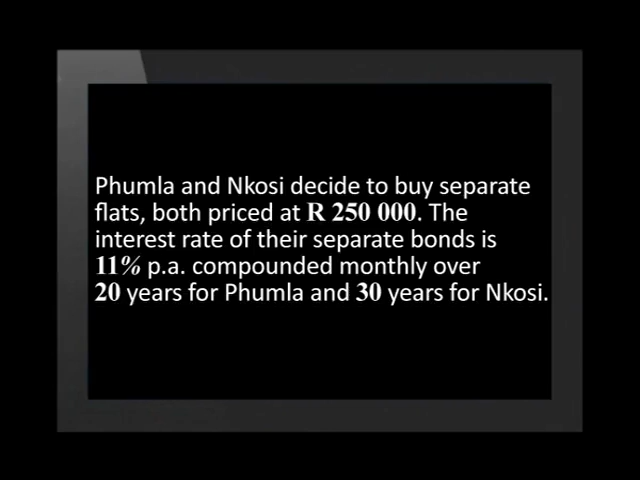 Phumla and Nkosi decide to buy separate
flats, both priced at R 250 000. The
interest rate of their separate bonds is
11% p.a. compounded monthly over
20 years for Phumla and 30 years for Nkosi.